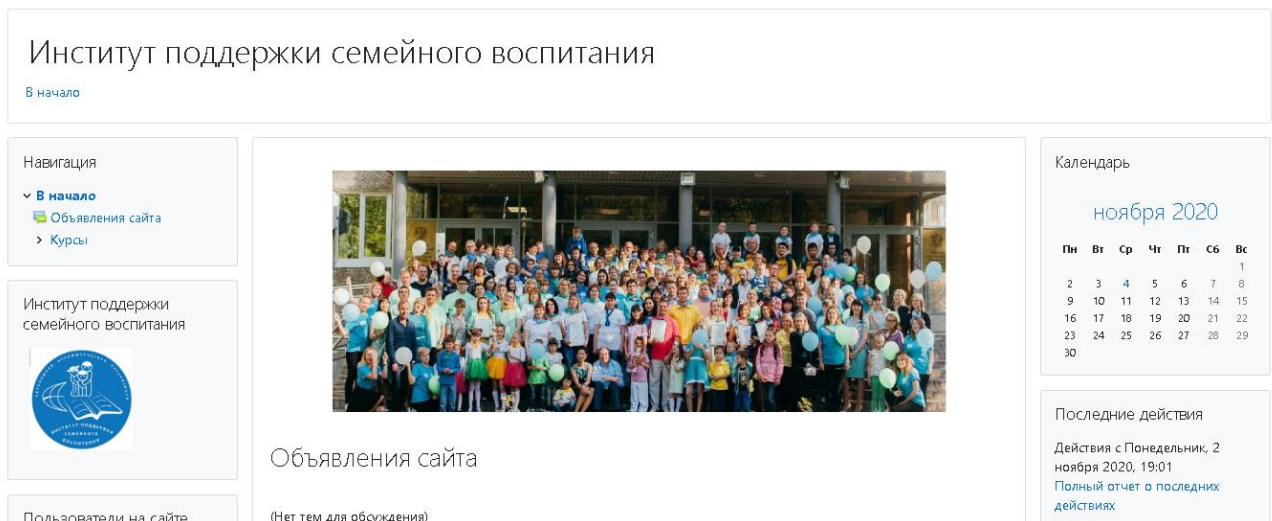 Институт поддержки семейного воспитания
В начало
Навигация
В начало
Объявления сайта
Курсы
Институт поддержки
семейного воспитания
ИНСТИТУТ ПОДДЕРЖКИ
СЕМЕЙНОГО
ВОСПИТАНИЯ
Пользователи на сайте
Объявления сайта
(Нет тем для обсуждения)
Календарь
ноября 2020
Пн Вт Ср Чт Пт Сб Вс
1
2 3 4 5 6 7 8
9 10 11 12 13 14 15
16 17 18 19 20 21 22
23 24 25 26 27 28 29
30
Последние действия
Действия с Понедельник, 2
ноября 2020, 19:01
Полный отчет о последних
действиях